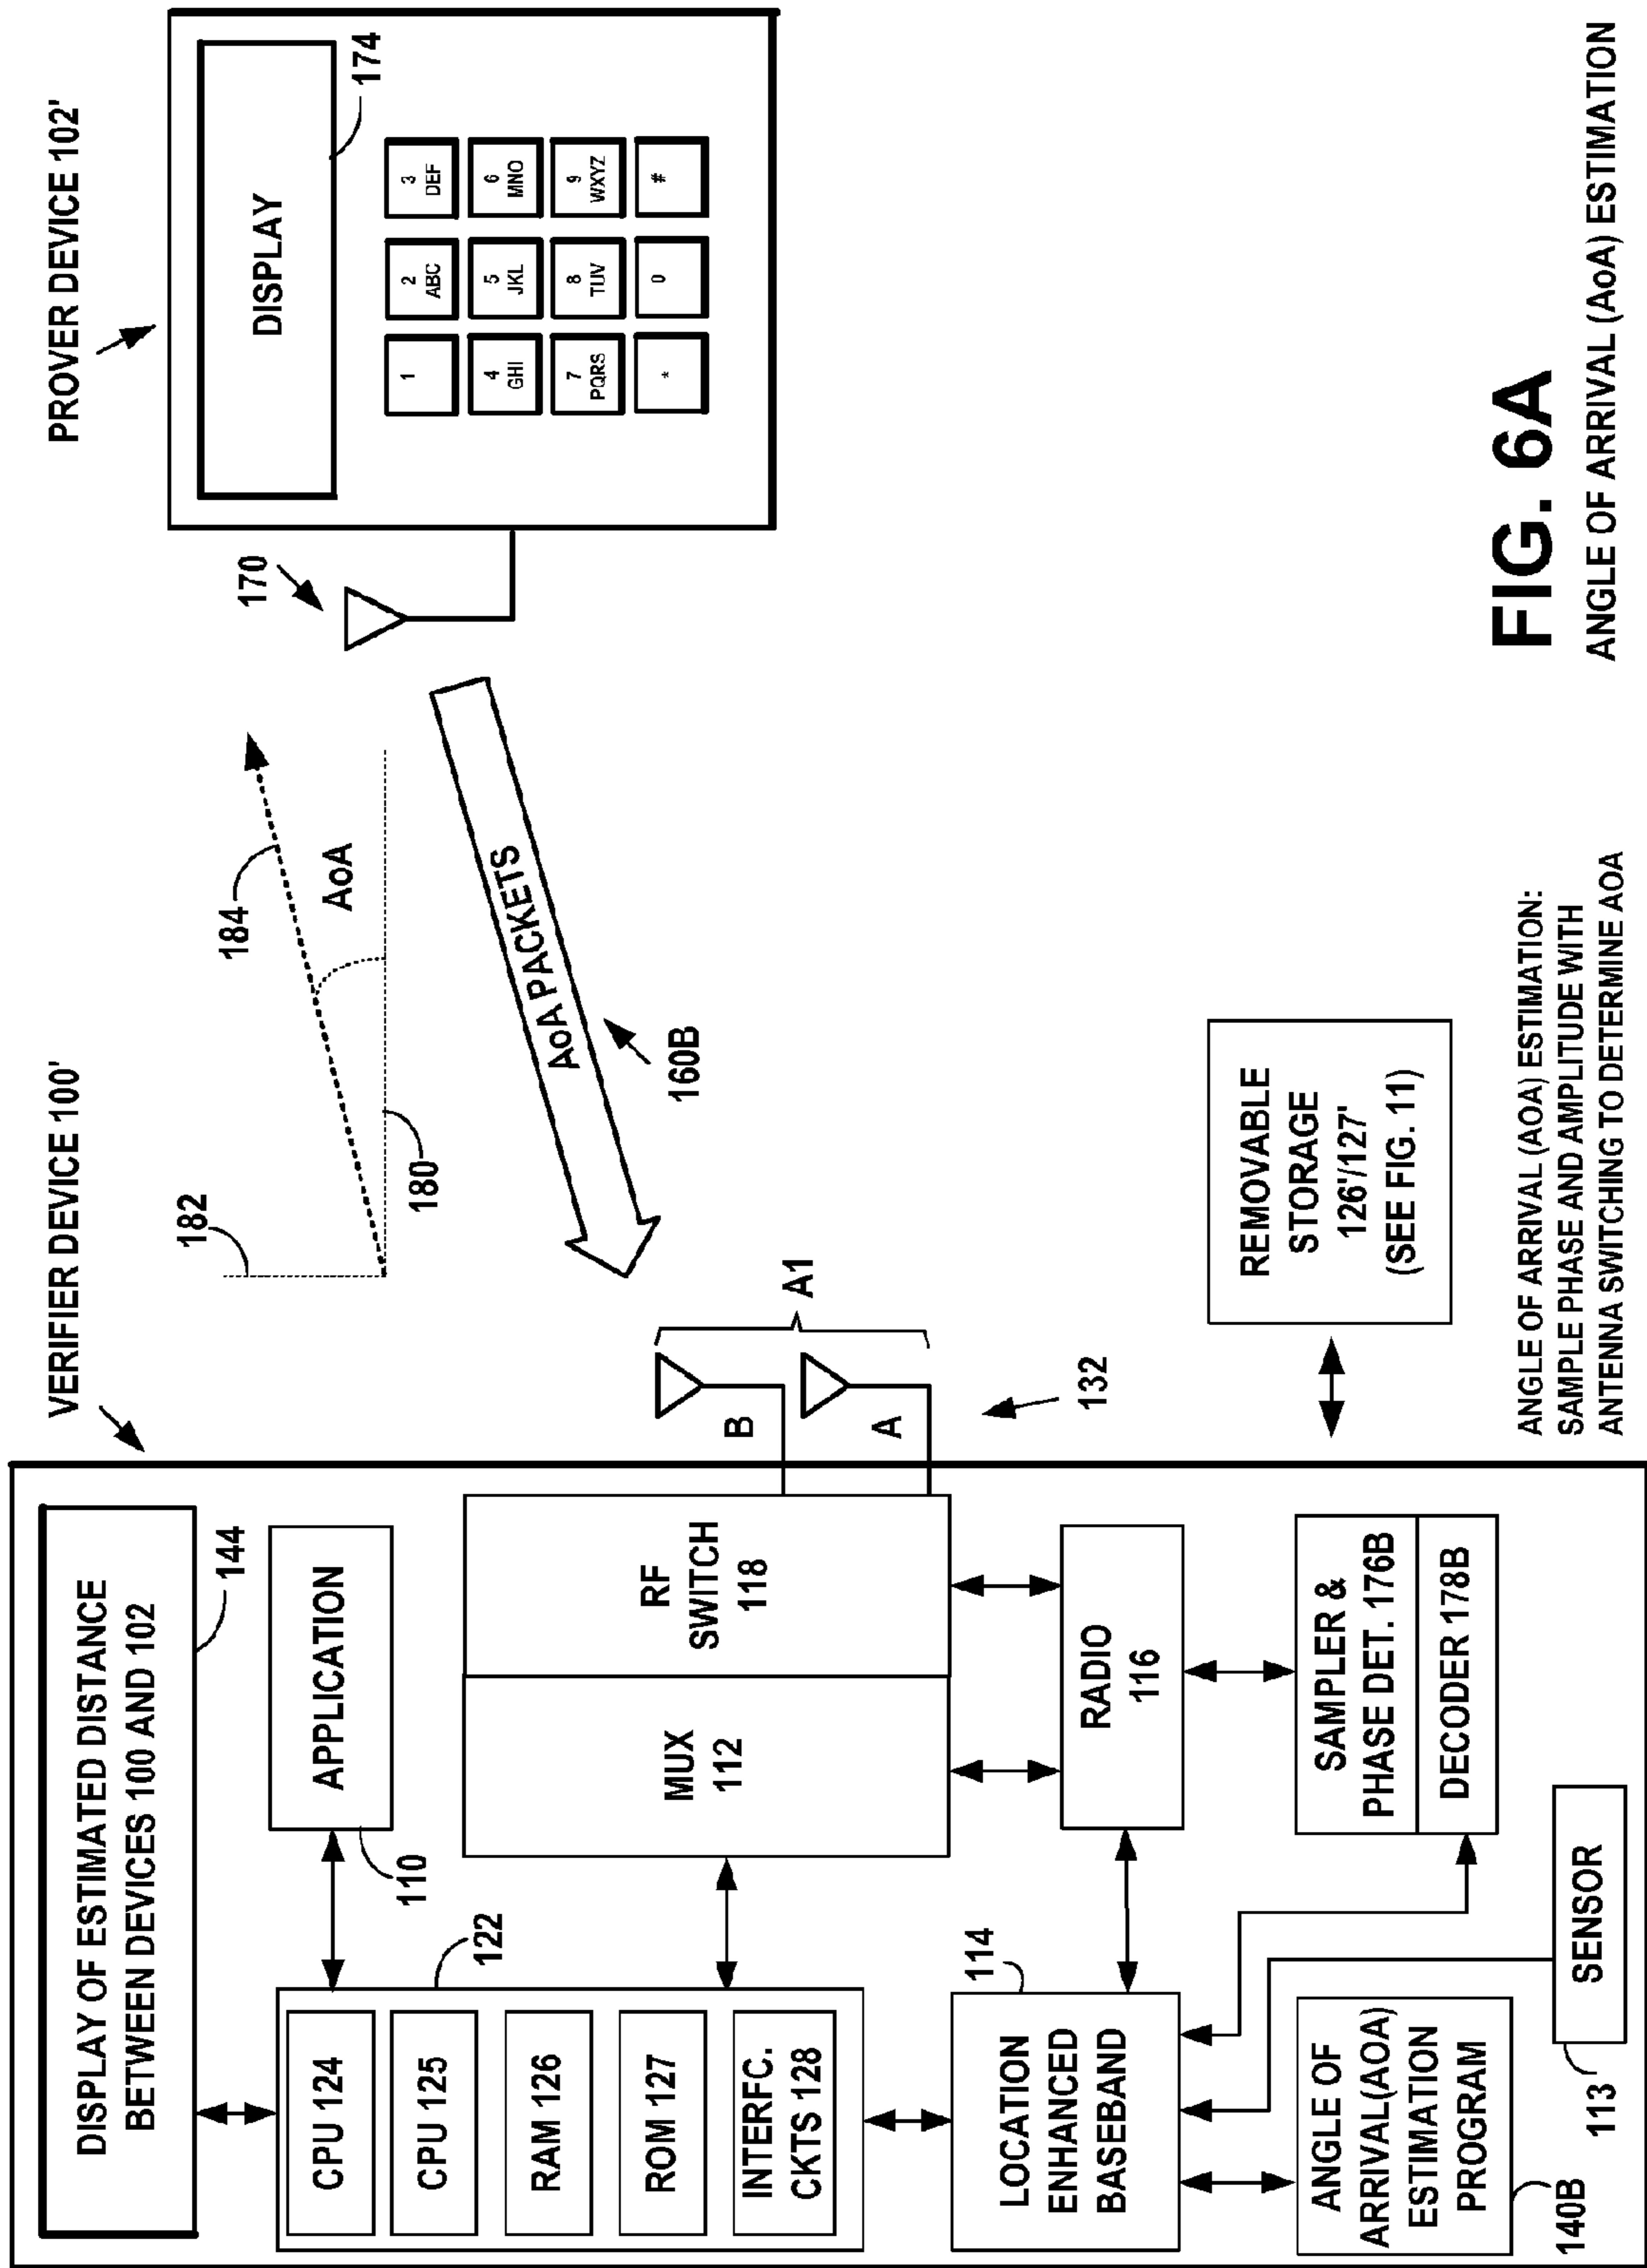 VERIFIER DEVICE 100'
DISPLAY OF ESTIMATED DISTANCE
BETWEEN DEVICES 100 AND 102
144
APPLICATION
110
122
CPU 124
CPU 125
RAM 126
ROM 127
INTERFC.
CKTS 128
MUX
112
RF
SWITCH
118
B
A
A1
132
114
LOCATION
ENHANCED
BASEBAND
RADIO
116
SAMPLER &
PHASE DET. 176B
DECODER 178B
ANGLE OF
ARRIVAL(AOA)
ESTIMATION
PROGRAM
140B
SENSOR
113
182
184
AoA
180
AoA PACKETS
160B
REMOVABLE
STORAGE
126'/127'
(SEE FIG. 11)
ANGLE OF ARRIVAL (AOA) ESTIMATION:
SAMPLE PHASE AND AMPLITUDE WITH
ANTENNA SWITCHING TO DETERMINE AOA
PROVER DEVICE 102'
170
DISPLAY
174
1
2
ABC
3
DEF
4
GHI
5
JKL
6
MNO
7
PQRS
8
TUV
9
WXYZ
*
0
#
FIG. 6A
ANGLE OF ARRIVAL (AoA) ESTIMATION